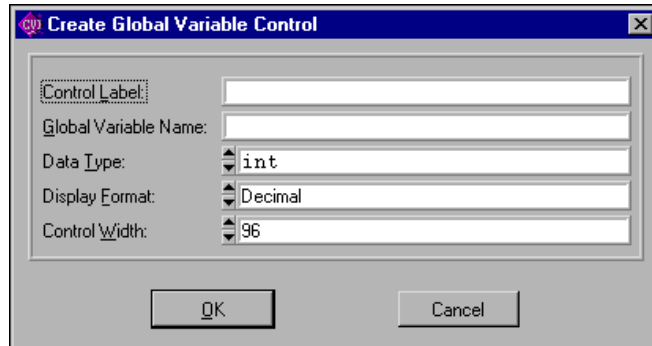 CVI Create Global Variable Control
Control Label:
Global Variable Name:
Data Type: int
Display Format: Decimal
Control Width: 96
OK Cancel